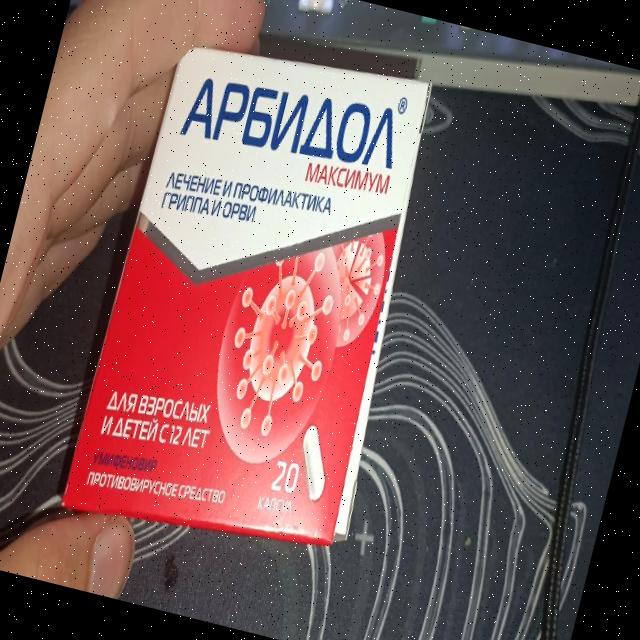 АРБИДОЛ®
МАКСИМУМ
ЛЕЧЕНИЕ И ПРОФИЛАКТИКА
ГРИППА И ОРВИ
ДЛЯ ВЗРОСЛЫХ
И ДЕТЕЙ С 12 ЛЕТ
УМИФЕНОВИР
ПРОТИВОВИРУСНОЕ СРЕДСТВО
20
КАПСУЛ